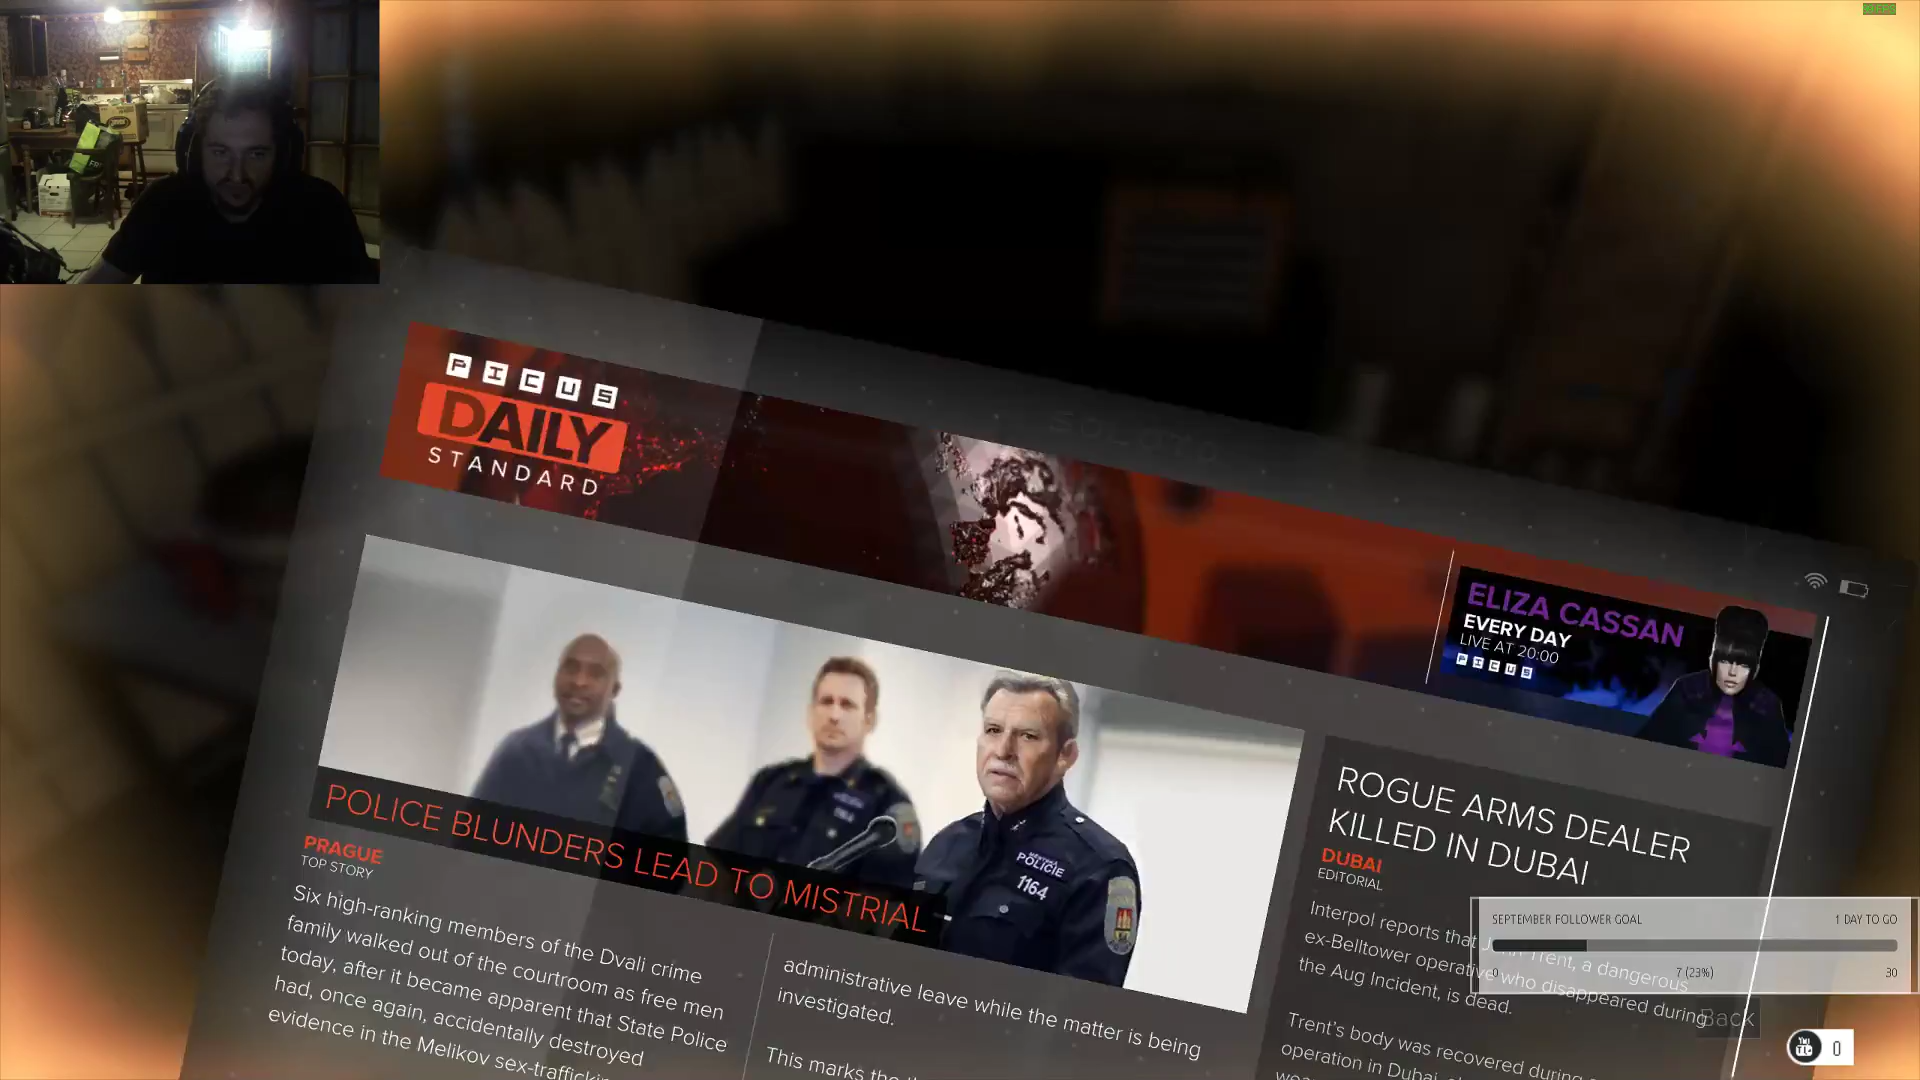 PICUS
DAILY
STANDARD
ELIZA CASSAN
EVERY DAY
LIVE AT 20:00
PICUS
POLICIE
1164
POLICE BLUNDERS LEAD TO MISTRIAL
PRAGUE
TOP STORY
Six high-ranking members of the Dvali crime
family walked out of the courtroom as free men
today, after it became apparent that State Police
had, once again, accidentally destroyed
evidence in the Melikov
administrative leave while the matter is being
investigated.
This marks
ROGUE ARMS DEALER
KILLED IN DUBAI
DUBAI
EDITORIAL
Interpol reports that Trent, a dangerous
ex-Belltower operative who disappeared during
the Aug Incident, is dead.
Trent's body was recovered during
operation in Dubai,
SEPTEMBER FOLLOWER GOAL
1 DAY TO GO
0
7 (23%)
30
Back
0